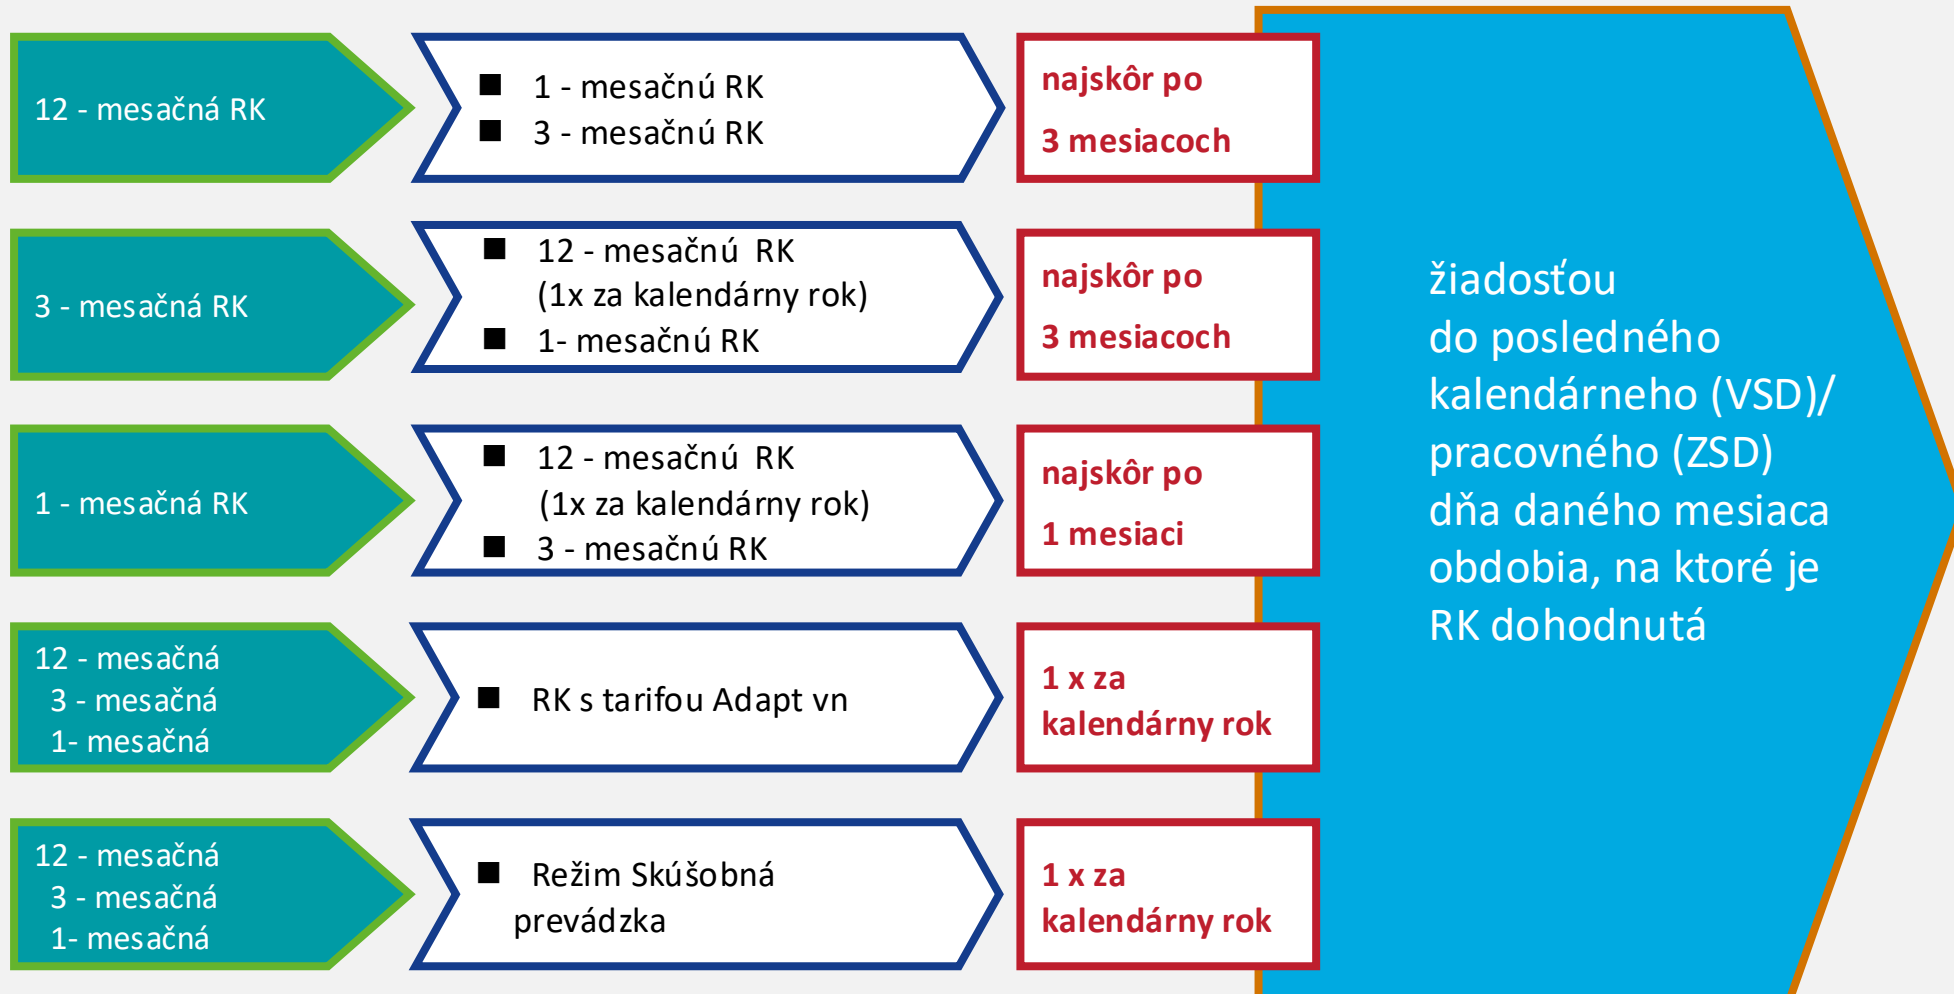 12 - mesačná RK
■ 1 - mesačnú RK
■ 3 - mesačnú RK
najskôr po
3 mesiacoch
3 - mesačná RK
■ 12 - mesačnú RK
(1x za kalendárny rok)
■ 1- mesačnú RK
najskôr po
3 mesiacoch
1 - mesačná RK
■ 12 - mesačnú RK
(1x za kalendárny rok)
■ 3 - mesačnú RK
najskôr po
1 mesiaci
12 - mesačná
3 - mesačná
1- mesačná
■ RK s tarifou Adapt vn
1 x za
kalendárny rok
12 - mesačná
3 - mesačná
1- mesačná
■ Režim Skúšobná
prevádzka
1 x za
kalendárny rok
žiadosťou
do posledného
kalendárneho (VSD)/
pracovného (ZSD)
dňa daného mesiaca
obdobia, na ktoré je
RK dohodnutá